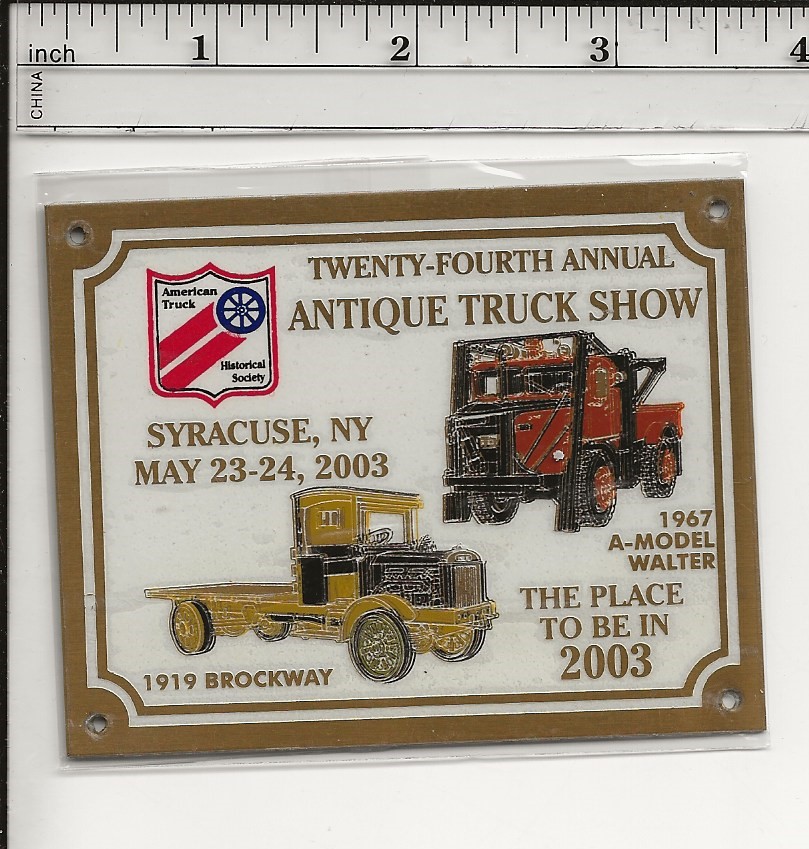 1 2 3 4
inch
CHINA
TWENTY-FOURTH ANNUAL
ANTIQUE TRUCK SHOW
American
Truck
Historical
Society
SYRACUSE, NY
MAY 23-24, 2003
1967
A-MODEL
WALTER
THE PLACE
TO BE IN
2003
1919 BROCKWAY